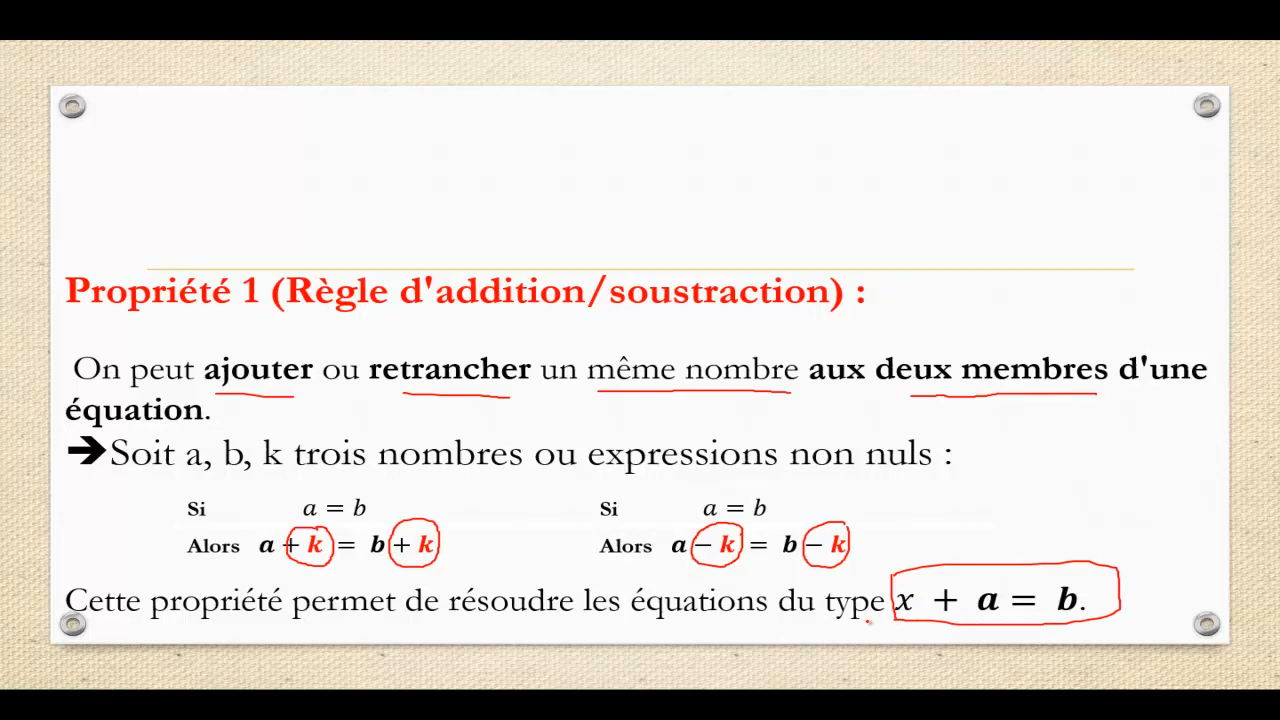 Propriété 1 (Règle d'addition/soustraction) :
On peut ajouter ou retrancher un même nombre aux deux membres d'une
équation.
➔Soit a, b, k trois nombres ou expressions non nuls :
Si a = b Si a = b
Alors a + k = b + k Alors a − k = b − k
Cette propriété permet de résoudre les équations du type x + a = b.